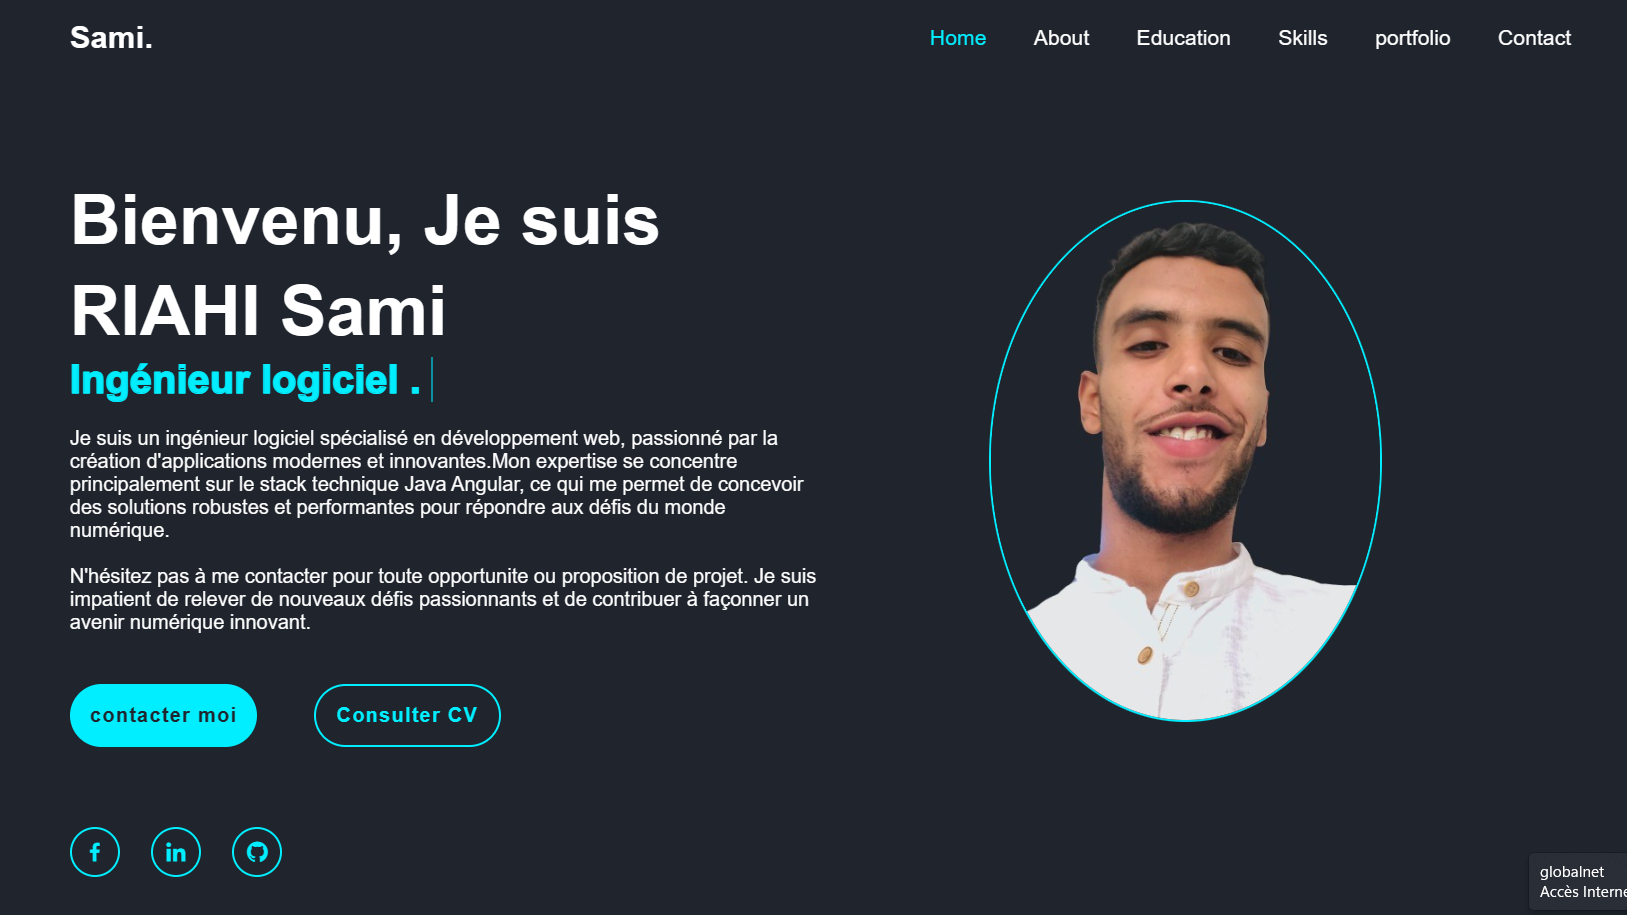 Sami.
Home
About
Education
Skills
portfolio
Contact
Bienvenu, Je suis
RIAHI Sami
Ingénieur logiciel .
Je suis un ingénieur logiciel spécialisé en développement web, passionné par la
création d'applications modernes et innovantes.Mon expertise se concentre
principalement sur le stack technique Java Angular, ce qui me permet de concevoir
des solutions robustes et performantes pour répondre aux défis du monde
numérique.
N'hésitez pas à me contacter pour toute opportunite ou proposition de projet. Je suis
impatient de relever de nouveaux défis passionnants et de contribuer à façonner un
avenir numérique innovant.
contacter moi
Consulter CV
globalnet
Accès Interne